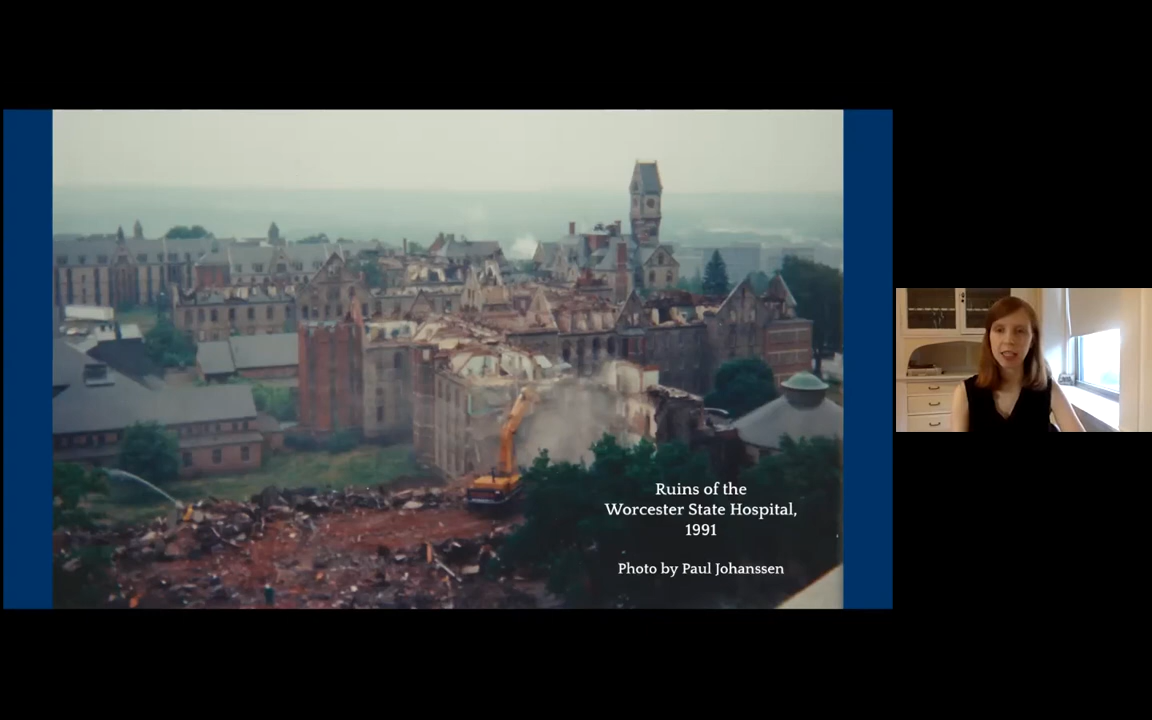 Ruins of the
Worcester State Hospital,
1991
Photo by Paul Johanssen